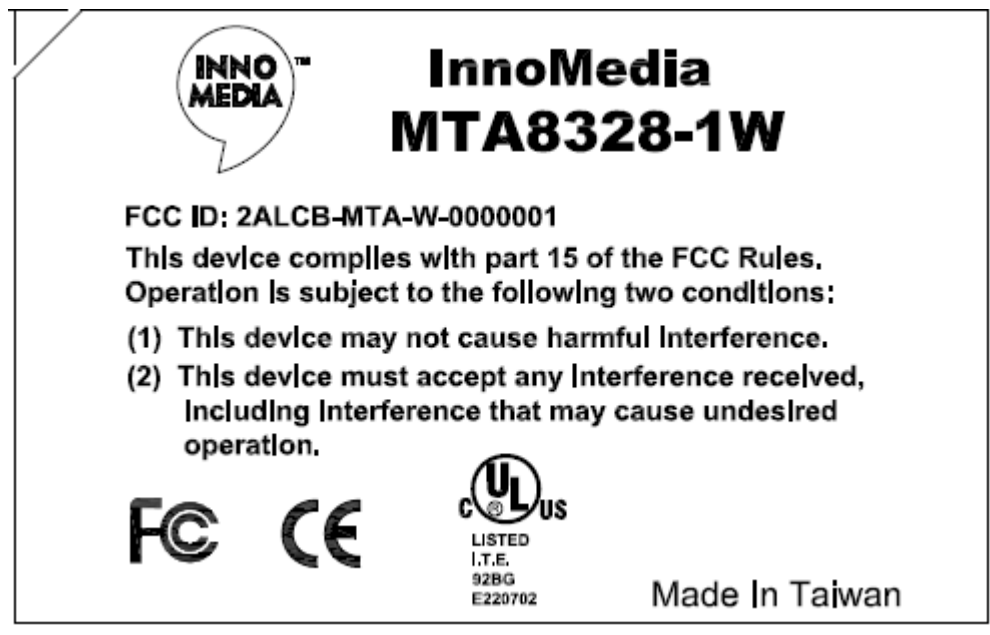 INNO
MEDIA
™
InnoMedia
MTA8328-1W
FCC ID: 2ALCB-MTA-W-0000001
This device complies with part 15 of the FCC Rules.
Operation is subject to the following two conditions:
(1) This device may not cause harmful interference.
(2) This device must accept any interference received,
including interference that may cause undesired
operation.
FC CE
C UL ® US
LISTED
I.T.E.
92BG
E220702
Made In Taiwan